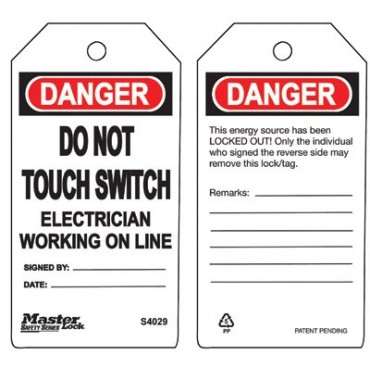 DANGER
DO NOT
TOUCH SWITCH
ELECTRICIAN
WORKING ON LINE
SIGNED BY:
DATE:
Master Lock
SAFETY SERIES
S4029
DANGER
This energy source has been
LOCKED OUT! Only the individual
who signed the reverse side may
remove this lock/tag.
Remarks:
PP
PATENT PENDING